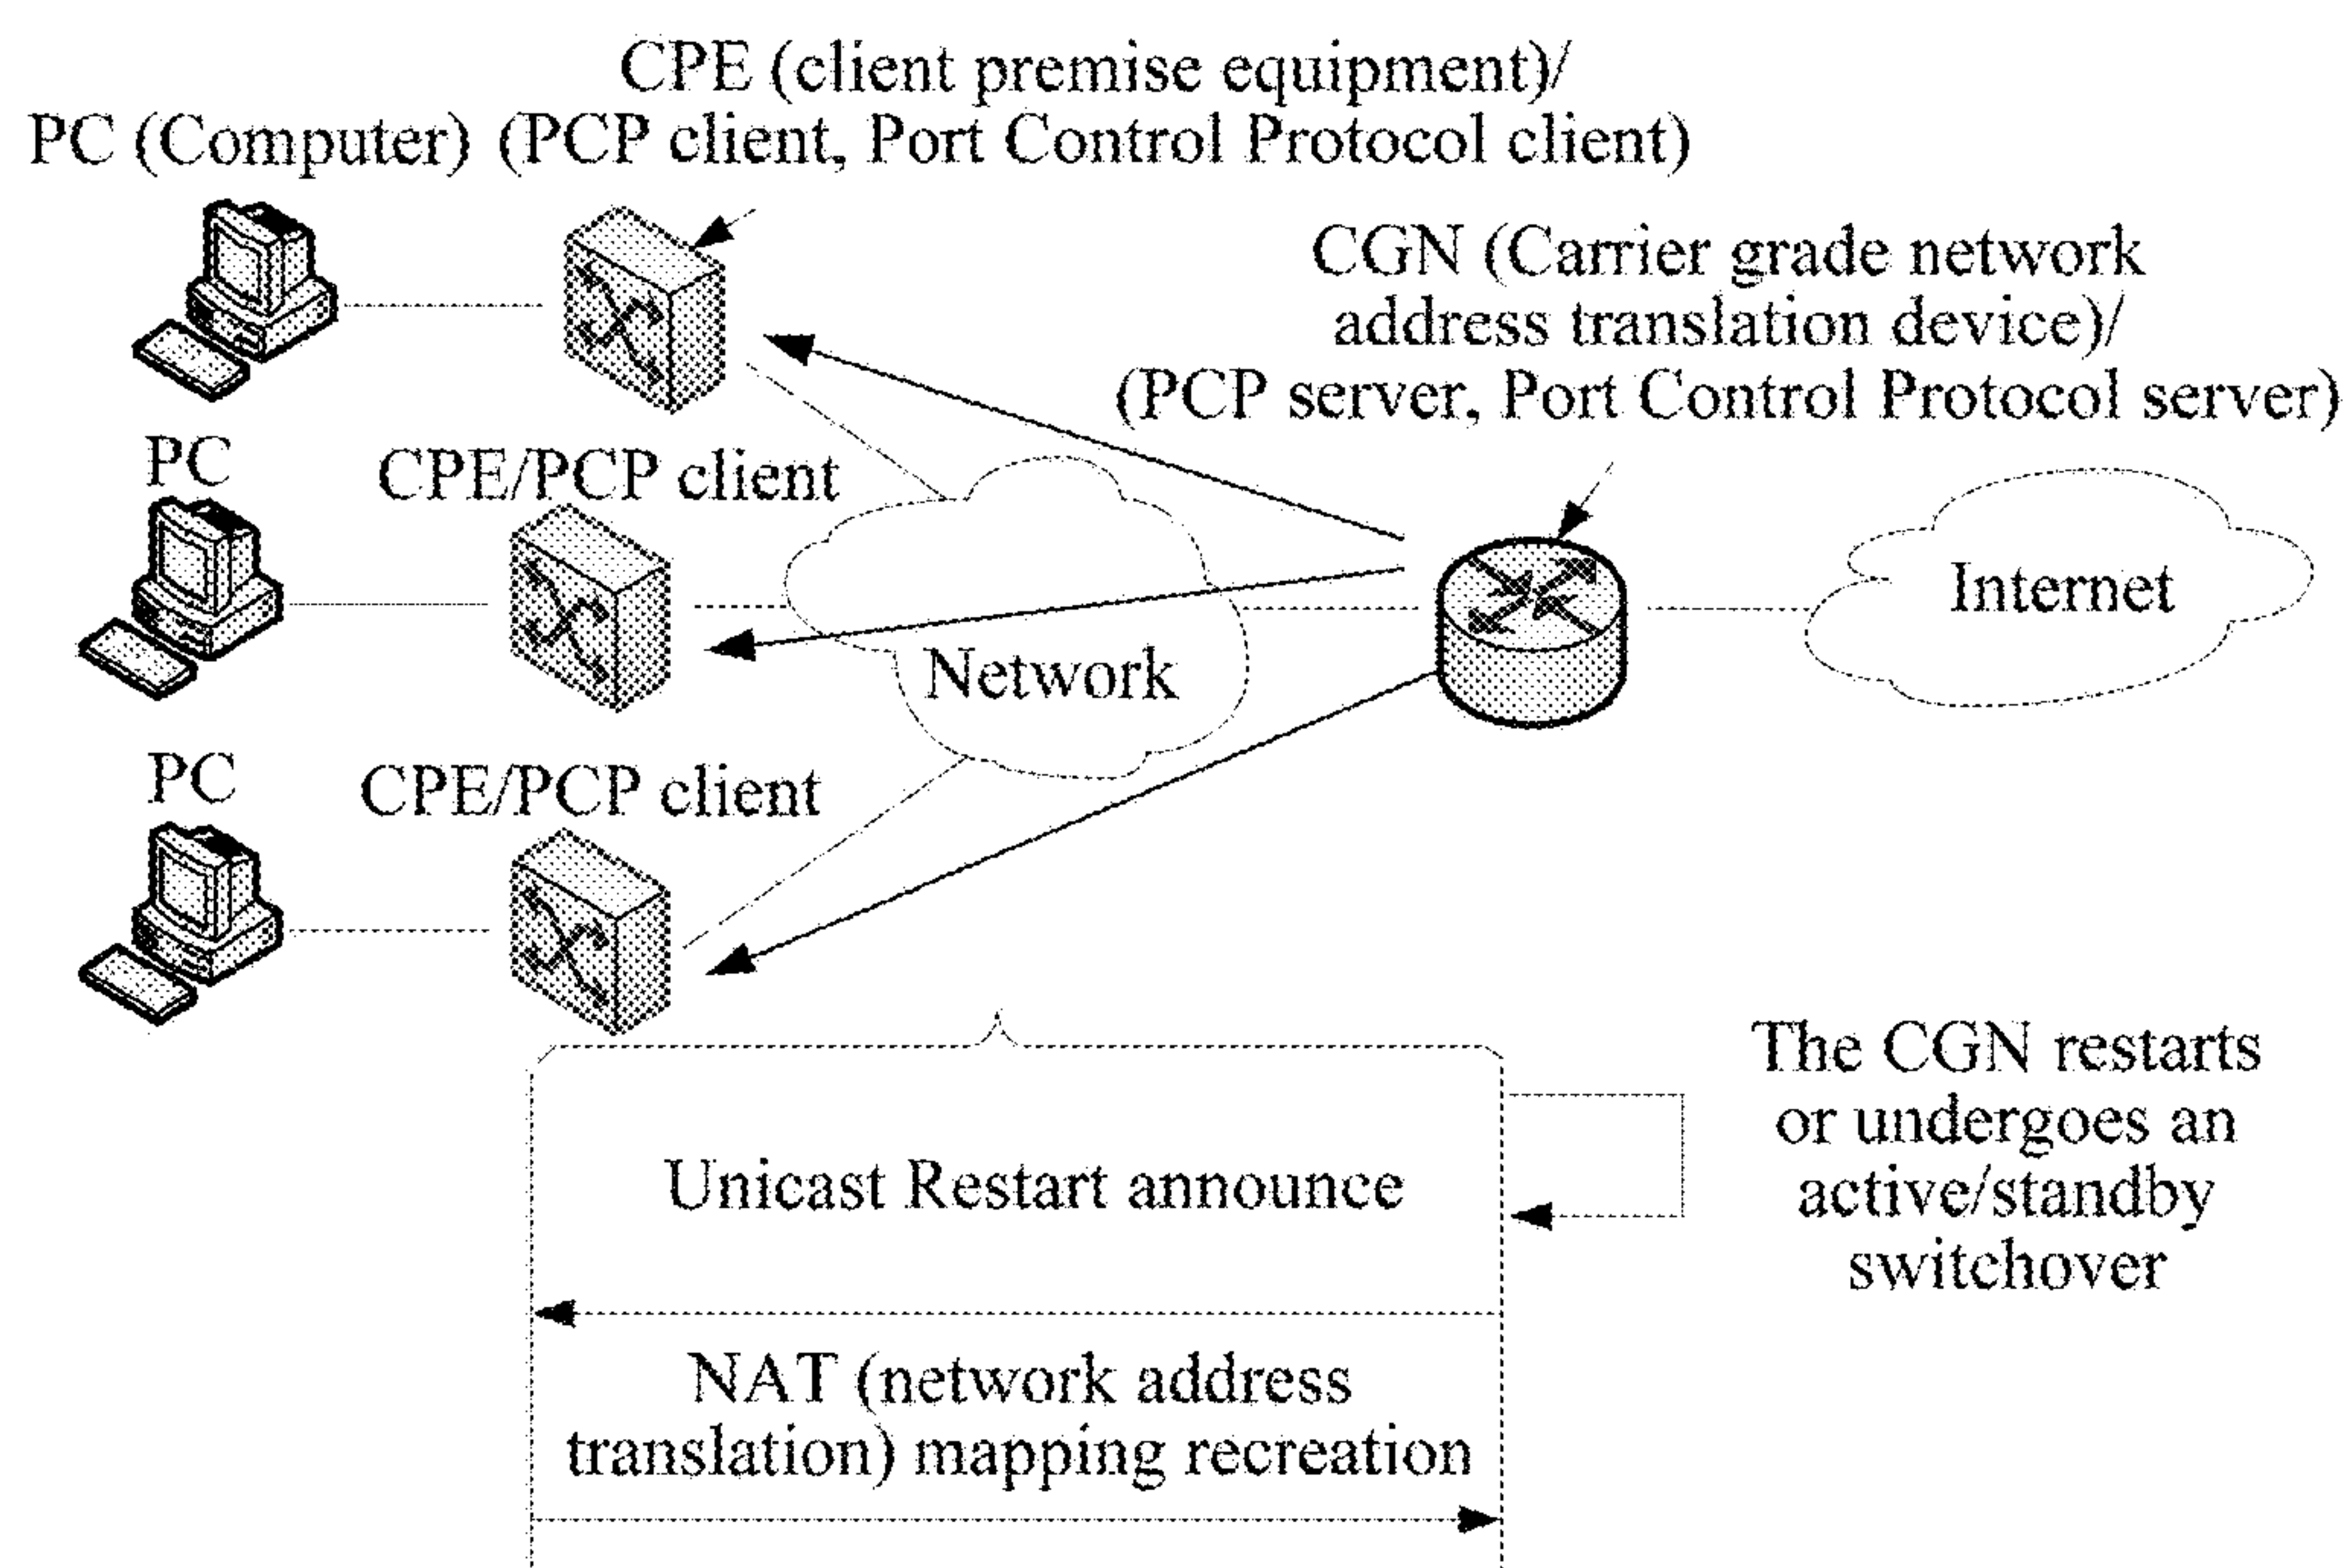 CPE (client premise equipment)/
PC (Computer) (PCP client, Port Control Protocol client)
CGN (Carrier grade network
address translation device)/
(PCP server, Port Control Protocol server)
PC
CPE/PCP client
Internet
Network
PC
CPE/PCP client
The CGN restarts
or undergoes an
active/standby
switchover
Unicast Restart announce
NAT (network address
translation) mapping recreation